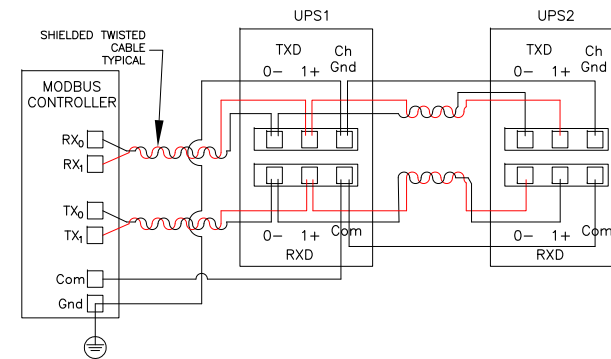 UPS1
UPS2
SHIELDED TWISTED
CABLE
TYPICAL
TXD
Ch
Gnd
0-
1+
TXD
Ch
Gnd
0-
1+
MODBUS
CONTROLLER
RX0
RX1
TX0
TX1
Com
Gnd
0-
1+
Com
RXD
0-
1+
Com
RXD